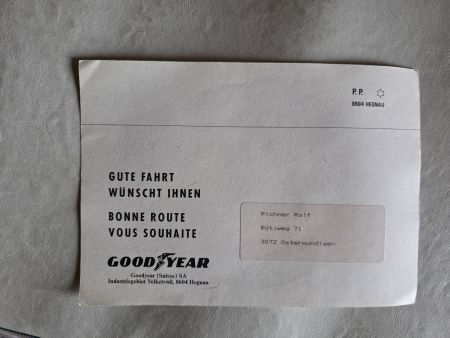 P.P.
8604 HEGNAU
GUTE FAHRT
WÜNSCHT IHNEN
BONNE ROUTE
VOUS SOUHAITE
GOODYEAR
Goodyear (Suisse) SA
Industriegebiet Volketswil, 8604 Hegnau
Richner Rolf
Rütiweg 71
3072 Ostermundigen